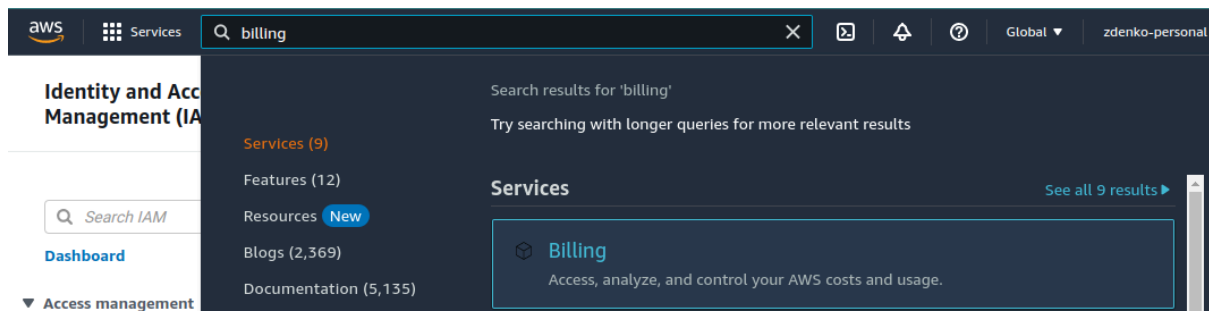 aws Services billing Global zdenko-personal
Identity and Acc
Management (IA
Search IAM
Dashboard
Access management
Services (9)
Features (12)
Resources New
Blogs (2,369)
Documentation (5,135)
Search results for 'billing'
Try searching with longer queries for more relevant results
Services See all 9 results
Billing
Access, analyze, and control your AWS costs and usage.